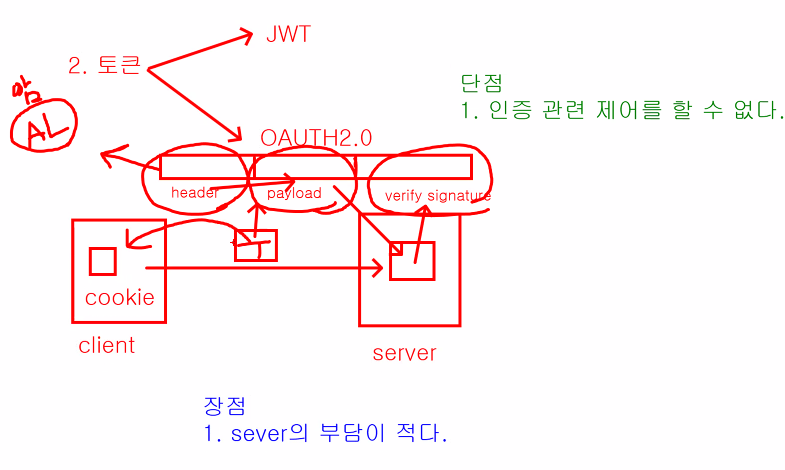 JWT
2. 토큰
암
AL
단점
1. 인증 관련 제어를 할 수 없다.
OAUTH2.0
header
payload
verify signature
T
cookie
client
server
장점
1. sever의 부담이 적다.